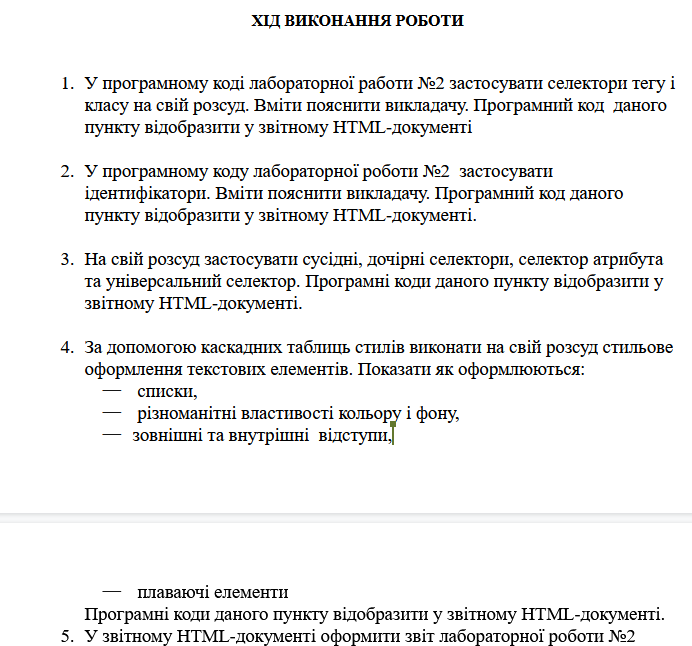 ХІД ВИКОНАННЯ РОБОТИ
1. У програмному коді лабораторної работи №2 застосувати селектори тегу і
класу на свій розсуд. Вміти пояснити викладачу. Програмний код даного
пункту відобразити у звітному HTML-документі
2. У програмному коду лабораторної роботи №2 застосувати
ідентифікатори. Вміти пояснити викладачу. Програмний код даного
пункту відобразити у звітному HTML-документі.
3. На свій розсуд застосувати сусідні, дочірні селектори, селектор атрибута
та універсальний селектор. Програмні коди даного пункту відобразити у
звітному HTML-документі.
4. За допомогою каскадних таблиць стилів виконати на свій розсуд стильове
оформлення текстових елементів. Показати як оформлюються:
— списки,
— різноманітні властивості кольору і фону,
— зовнішні та внутрішні відступи,
— плаваючі елементи
Програмні коди даного пункту відобразити у звітному HTML-документі.
5. У звітному HTML-документі оформити звіт лабораторної роботи №2